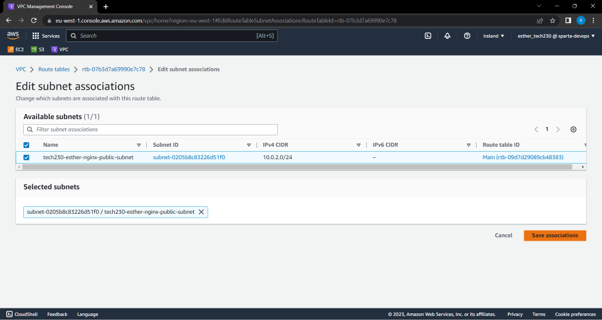 VPC Management Console
eu-west-1.console.aws.amazon.com/vpc/home?region=eu-west-1#EditRouteTableSubnetAssociations:RouteTableId=rtb-07b3d7a69990e7c78
aws Services Search [Alt+S] Ireland esther_tech230 @ sparta-devops
EC2 S3 VPC
VPC > Route tables > rtb-07b3d7a69990e7c78 > Edit subnet associations
Edit subnet associations
Change which subnets are associated with this route table.
Available subnets (1/1)
Filter subnet associations 1
Name Subnet ID IPv4 CIDR IPv6 CIDR Route table ID
tech230-esther-nginx-public-subnet subnet-0205b8c83226d51f0 10.0.2.0/24 – Main (rtb-09d7d29089cb48383)
Selected subnets
subnet-0205b8c83226d51f0 / tech230-esther-nginx-public-subnet
Cancel Save associations
CloudShell Feedback Language © 2023, Amazon Web Services, Inc. or its affiliates. Privacy Terms Cookie preferences